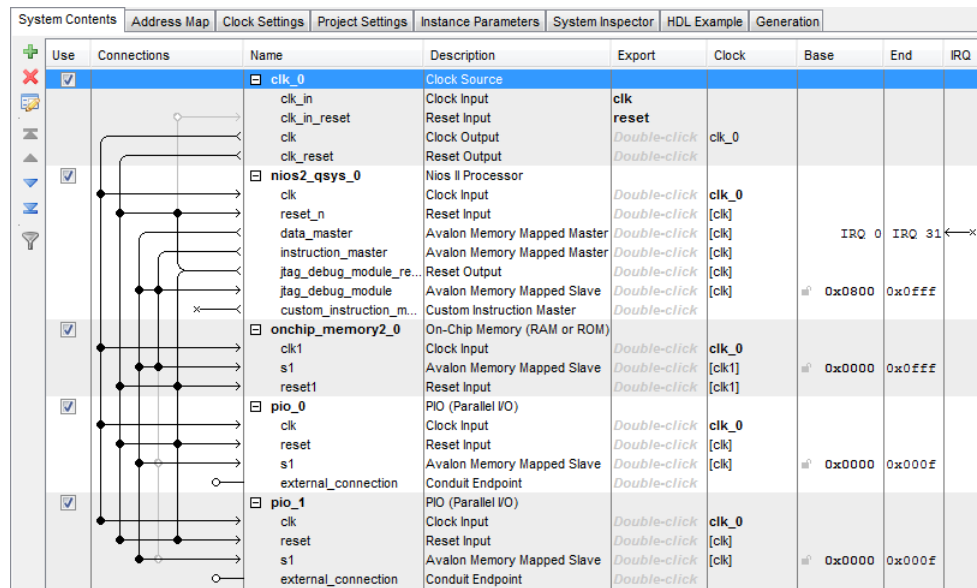 System Contents Address Map Clock Settings Project Settings Instance Parameters System Inspector HDL Example Generation
Use Connections Name Description Export Clock Base End IRQ
clk_0 Clock Source
clk_in Clock Input clk
clk_in_reset Reset Input reset
clk Clock Output Double-click clk_0
clk_reset Reset Output Double-click
nios2_qsys_0 Nios II Processor
clk Clock Input Double-click clk_0
reset_n Reset Input Double-click [clk]
data_master Avalon Memory Mapped Master Double-click [clk] IRQ 0 IRQ 31
instruction_master Avalon Memory Mapped Master Double-click [clk]
jtag_debug_module_re... Reset Output Double-click [clk]
jtag_debug_module Avalon Memory Mapped Slave Double-click [clk] 0x0800 0x0fff
custom_instruction_m... Custom Instruction Master Double-click
onchip_memory2_0 On-Chip Memory (RAM or ROM)
clk1 Clock Input Double-click clk_0
s1 Avalon Memory Mapped Slave Double-click [clk1] 0x0000 0x0fff
reset1 Reset Input Double-click [clk1]
pio_0 PIO (Parallel I/O)
clk Clock Input Double-click clk_0
reset Reset Input Double-click [clk]
s1 Avalon Memory Mapped Slave Double-click [clk] 0x0000 0x000f
external_connection Conduit Endpoint Double-click
pio_1 PIO (Parallel I/O)
clk Clock Input Double-click clk_0
reset Reset Input Double-click [clk]
s1 Avalon Memory Mapped Slave Double-click [clk] 0x0000 0x000f
external_connection Conduit Endpoint Double-click